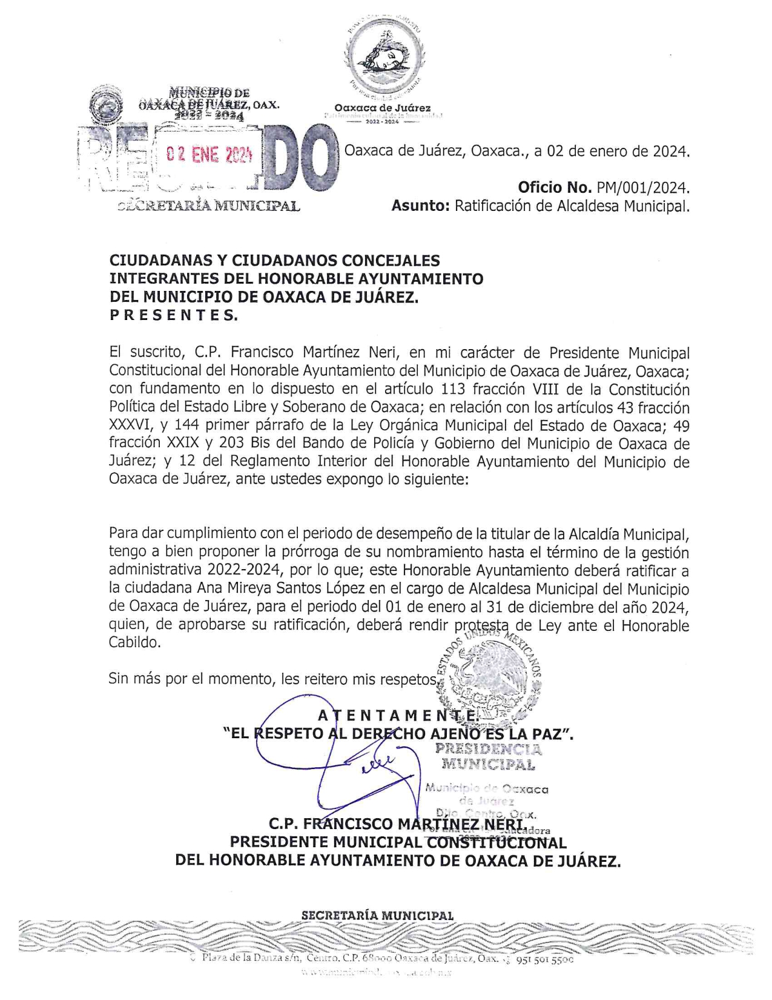 Oaxaca de Juárez
2022 - 2024
MUNICIPIO DE
OAXACA DE JUÁREZ, OAX.
2022 - 2024
02 ENE 2024
SECRETARÍA MUNICIPAL
Oaxaca de Juárez, Oaxaca., a 02 de enero de 2024.
Oficio No. PM/001/2024.
Asunto: Ratificación de Alcaldesa Municipal.
CIUDADANAS Y CIUDADANOS CONCEJALES
INTEGRANTES DEL HONORABLE AYUNTAMIENTO
DEL MUNICIPIO DE OAXACA DE JUÁREZ.
P R E S E N T E S.
El suscrito, C.P. Francisco Martínez Neri, en mi carácter de Presidente Municipal
Constitucional del Honorable Ayuntamiento del Municipio de Oaxaca de Juárez, Oaxaca;
con fundamento en lo dispuesto en el artículo 113 fracción VIII de la Constitución
Política del Estado Libre y Soberano de Oaxaca; en relación con los artículos 43 fracción
XXXVI, y 144 primer párrafo de la Ley Orgánica Municipal del Estado de Oaxaca; 49
fracción XXIX y 203 Bis del Bando de Policía y Gobierno del Municipio de Oaxaca de
Juárez; y 12 del Reglamento Interior del Honorable Ayuntamiento del Municipio de
Oaxaca de Juárez, ante ustedes expongo lo siguiente:
Para dar cumplimiento con el periodo de desempeño de la titular de la Alcaldía Municipal,
tengo a bien proponer la prórroga de su nombramiento hasta el término de la gestión
administrativa 2022-2024, por lo que; este Honorable Ayuntamiento deberá ratificar a
la ciudadana Ana Mireya Santos López en el cargo de Alcaldesa Municipal del Municipio
de Oaxaca de Juárez, para el periodo del 01 de enero al 31 de diciembre del año 2024,
quien, de aprobarse su ratificación, deberá rendir protesta de Ley ante el Honorable
Cabildo.
Sin más por el momento, les reitero mis respetos.
ESTADOS UNIDOS MEXICANOS
A T E N T A M E N T E.
“EL RESPETO AL DERECHO AJENO ES LA PAZ”.
PRESIDENCIA
MUNICIPAL
Municipio de Oaxaca
de Juárez
Dtto. Centro, Oax.
C.P. FRANCISCO MARTÍNEZ NERI.
PRESIDENTE MUNICIPAL CONSTITUCIONAL
DEL HONORABLE AYUNTAMIENTO DE OAXACA DE JUÁREZ.
SECRETARÍA MUNICIPAL
Plaza de la Danza s/n, Centro, C.P. 68000 Oaxaca de Juárez, Oax. 951 501 5500